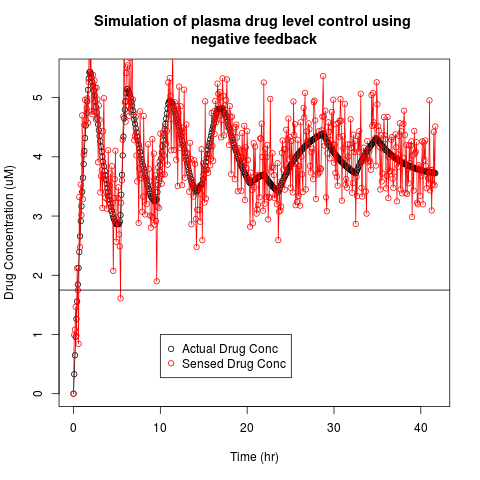 Simulation of plasma drug level control using
negative feedback
Drug Concentration (uM)
5
4
3
2
1
0
Actual Drug Conc
Sensed Drug Conc
0 10 20 30 40
Time (hr)